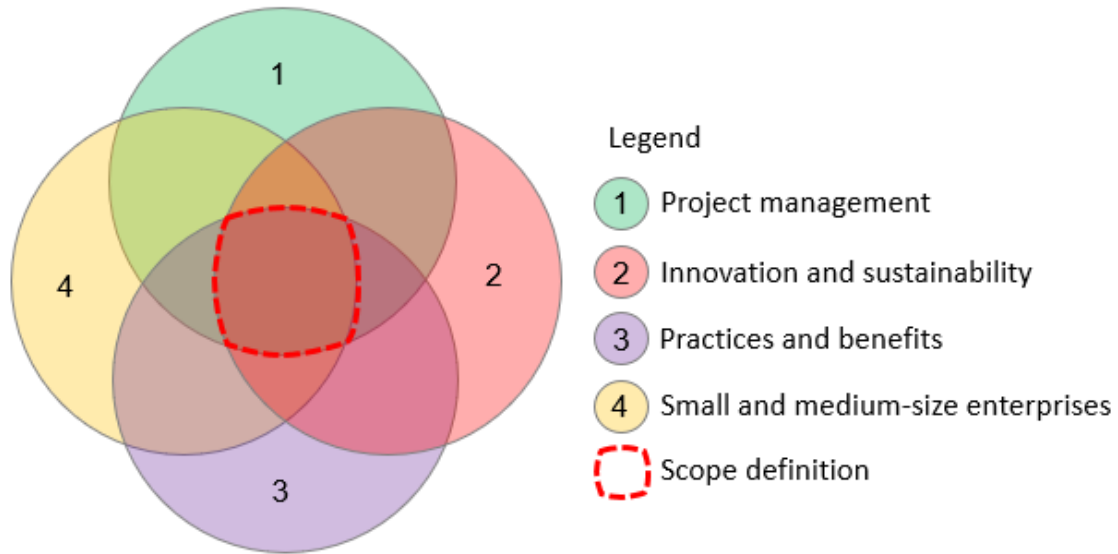 1
4
2
3
Legend
1 Project management
2 Innovation and sustainability
3 Practices and benefits
4 Small and medium-size enterprises
Scope definition